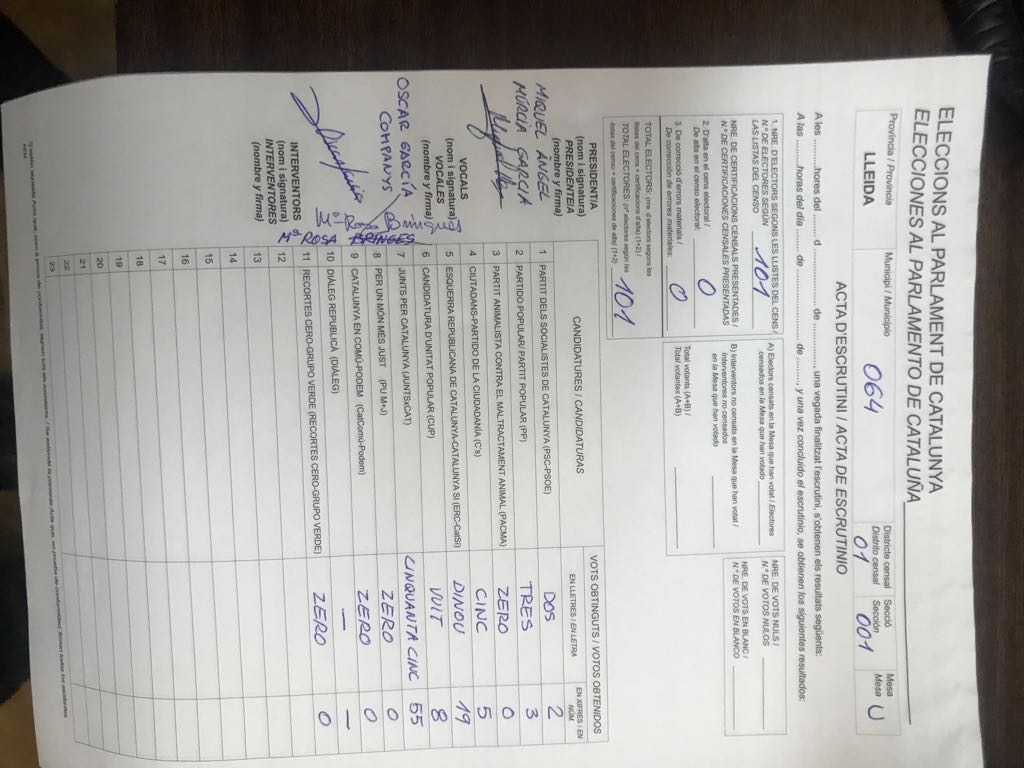 ELECCIONS AL PARLAMENT DE CATALUNYA
ELECCIONES AL PARLAMENTO DE CATALUÑA
Província / Provincia
LLEIDA
Municipi / Municipio
064
Districte censal
Distrito censal
01
Secció
Sección
001
Mesa
Mesa
U
ACTA D'ESCRUTINI / ACTA DE ESCRUTINIO
A les ........hores del ........ d ........ de ........, una vegada finalitzat l'escrutini, s'obtenen els resultats següents:
A las ........horas del día ........ de ........ de ........, y una vez concluido el escrutinio, se obtienen los siguientes resultados:
1. NRE. D'ELECTORS SEGONS LES LLISTES DEL CENS /
N.º DE ELECTORES SEGÚN
LAS LISTAS DEL CENSO
101
NRE. DE CERTIFICACIONS CENSALS PRESENTADES /
N.º DE CERTIFICACIONES CENSALES PRESENTADAS
2. D'alta en el cens electoral /
De alta en el censo electoral:
0
3. De correcció d'errors materials /
De corrección de errores materiales:
0
TOTAL ELECTORS: (nre. d'electors segons les
llistes del cens + certificacions d'alta) (1+2) /
TOTAL ELECTORES: (nº electores según las
listas del censo + certificaciones de alta) (1+2)
101
A) Electors censats en la Mesa que han votat / Electores
censados en la Mesa que han votado
B) Interventors no censats en la Mesa que han votat /
Interventores no censados
en la Mesa que han votado
Total votants (A+B) /
Total votantes (A+B)
NRE. DE VOTS NULS /
N.º DE VOTOS NULOS
NRE. DE VOTS EN BLANC /
N.º DE VOTOS EN BLANCO
PRESIDENT/A
(nom i signatura)
PRESIDENTE/A
(nombre y firma)
MIQUEL ÀNGEL
MÚRCIA GARCIA
VOCALS
(nom i signatura)
VOCALES
(nombre y firma)
OSCAR GARCÍA
COMPANYS
Mª ROSA
INTERVENTORS
(nom i signatura)
INTERVENTORES
(nombre y firma)
CANDIDATURES / CANDIDATURAS
VOTS OBTINGUTS / VOTOS OBTENIDOS
EN LLETRES / EN LETRA
EN XIFRES / EN NÚM.
1 PARTIT DELS SOCIALISTES DE CATALUNYA (PSC-PSOE) DOS 2
2 PARTIDO POPULAR/ PARTIT POPULAR (PP) TRES 3
3 PARTIT ANIMALISTA CONTRA EL MALTRACTAMENT ANIMAL (PACMA) ZERO 0
4 CIUTADANS-PARTIDO DE LA CIUDADANÍA (C's) CINC 5
5 ESQUERRA REPUBLICANA DE CATALUNYA-CATALUNYA SI (ERC-CatSí) DINOU 19
6 CANDIDATURA D'UNITAT POPULAR (CUP) VUIT 8
7 JUNTS PER CATALUNYA (JUNTSxCAT) CINQUANTA CINC 55
8 PER UN MÓN MÉS JUST (PUM+J) ZERO 0
9 CATALUNYA EN COMÚ-PODEM (CatComú-Podem) ZERO 0
10 DIÀLEG REPUBLICÀ (DIÀLEG) — —
11 RECORTES CERO-GRUPO VERDE (RECORTES CERO-GRUPO VERDE) ZERO 0
12
13
14
15
16
17
18
19
20
21
22
23